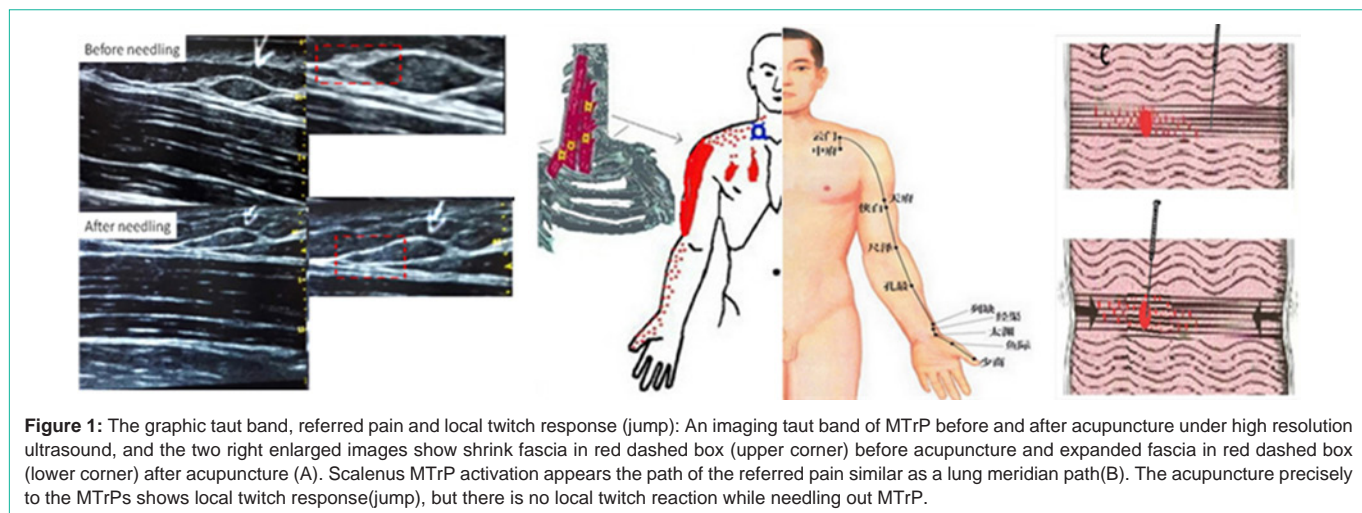 Before needling
After needling
云门
中府
天府
侠白
尺泽
孔最
列缺
经渠
太渊
鱼际
少商
Figure 1: The graphic taut band, referred pain and local twitch response (jump): An imaging taut band of MTrP before and after acupuncture under high resolution
ultrasound, and the two right enlarged images show shrink fascia in red dashed box (upper corner) before acupuncture and expanded fascia in red dashed box
(lower corner) after acupuncture (A). Scalenus MTrP activation appears the path of the referred pain similar as a lung meridian path(B). The acupuncture precisely
to the MTrPs shows local twitch response(jump), but there is no local twitch reaction while needling out MTrP.